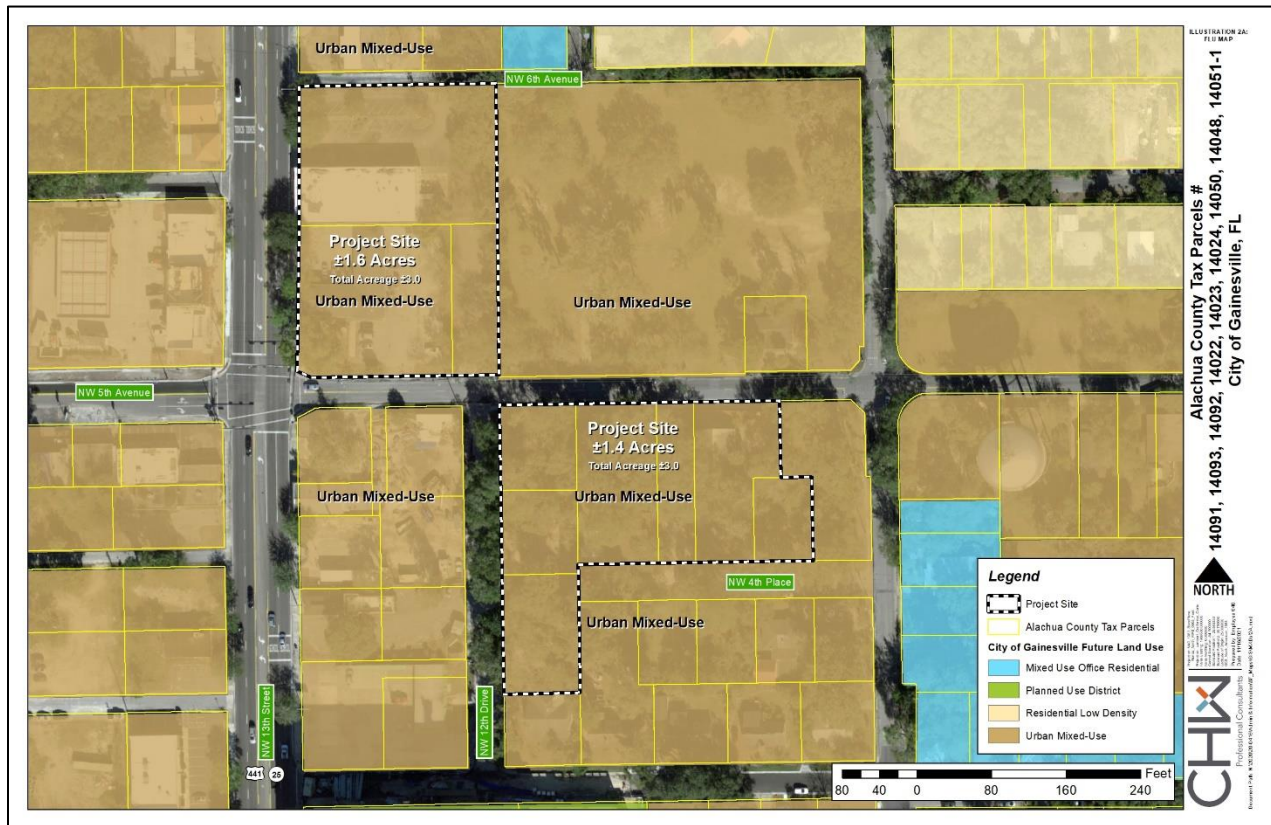 Urban Mixed-Use
NW 6th Avenue
Project Site
±1.6 Acres
Total Acreage ±3.0
Urban Mixed-Use
Urban Mixed-Use
NW 5th Avenue
Project Site
±1.4 Acres
Total Acreage ±3.0
Urban Mixed-Use
Urban Mixed-Use
NW 4th Place
Urban Mixed-Use
NW 13th Street
NW 12th Drive
441
25
Legend
Project Site
Alachua County Tax Parcels
City of Gainesville Future Land Use
Mixed Use Office Residential
Planned Use District
Residential Low Density
Urban Mixed-Use
80 40 0 80 160 240 Feet
ILLUSTRATION 2A:
FLU MAP
Alachua County Tax Parcels #
14091, 14093, 14092, 14022, 14023, 14024, 14050, 14048, 14051-1
City of Gainesville, FL
NORTH
CHW
Professional Consultants